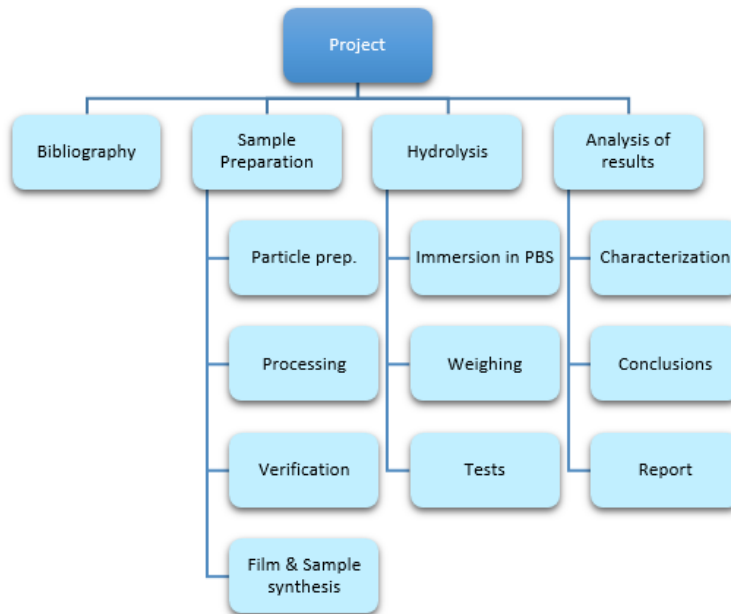 Project
Bibliography
Sample
Preparation
Hydrolysis
Analysis of
results
Particle prep.
Immersion in PBS
Characterization
Processing
Weighing
Conclusions
Verification
Tests
Report
Film & Sample
synthesis